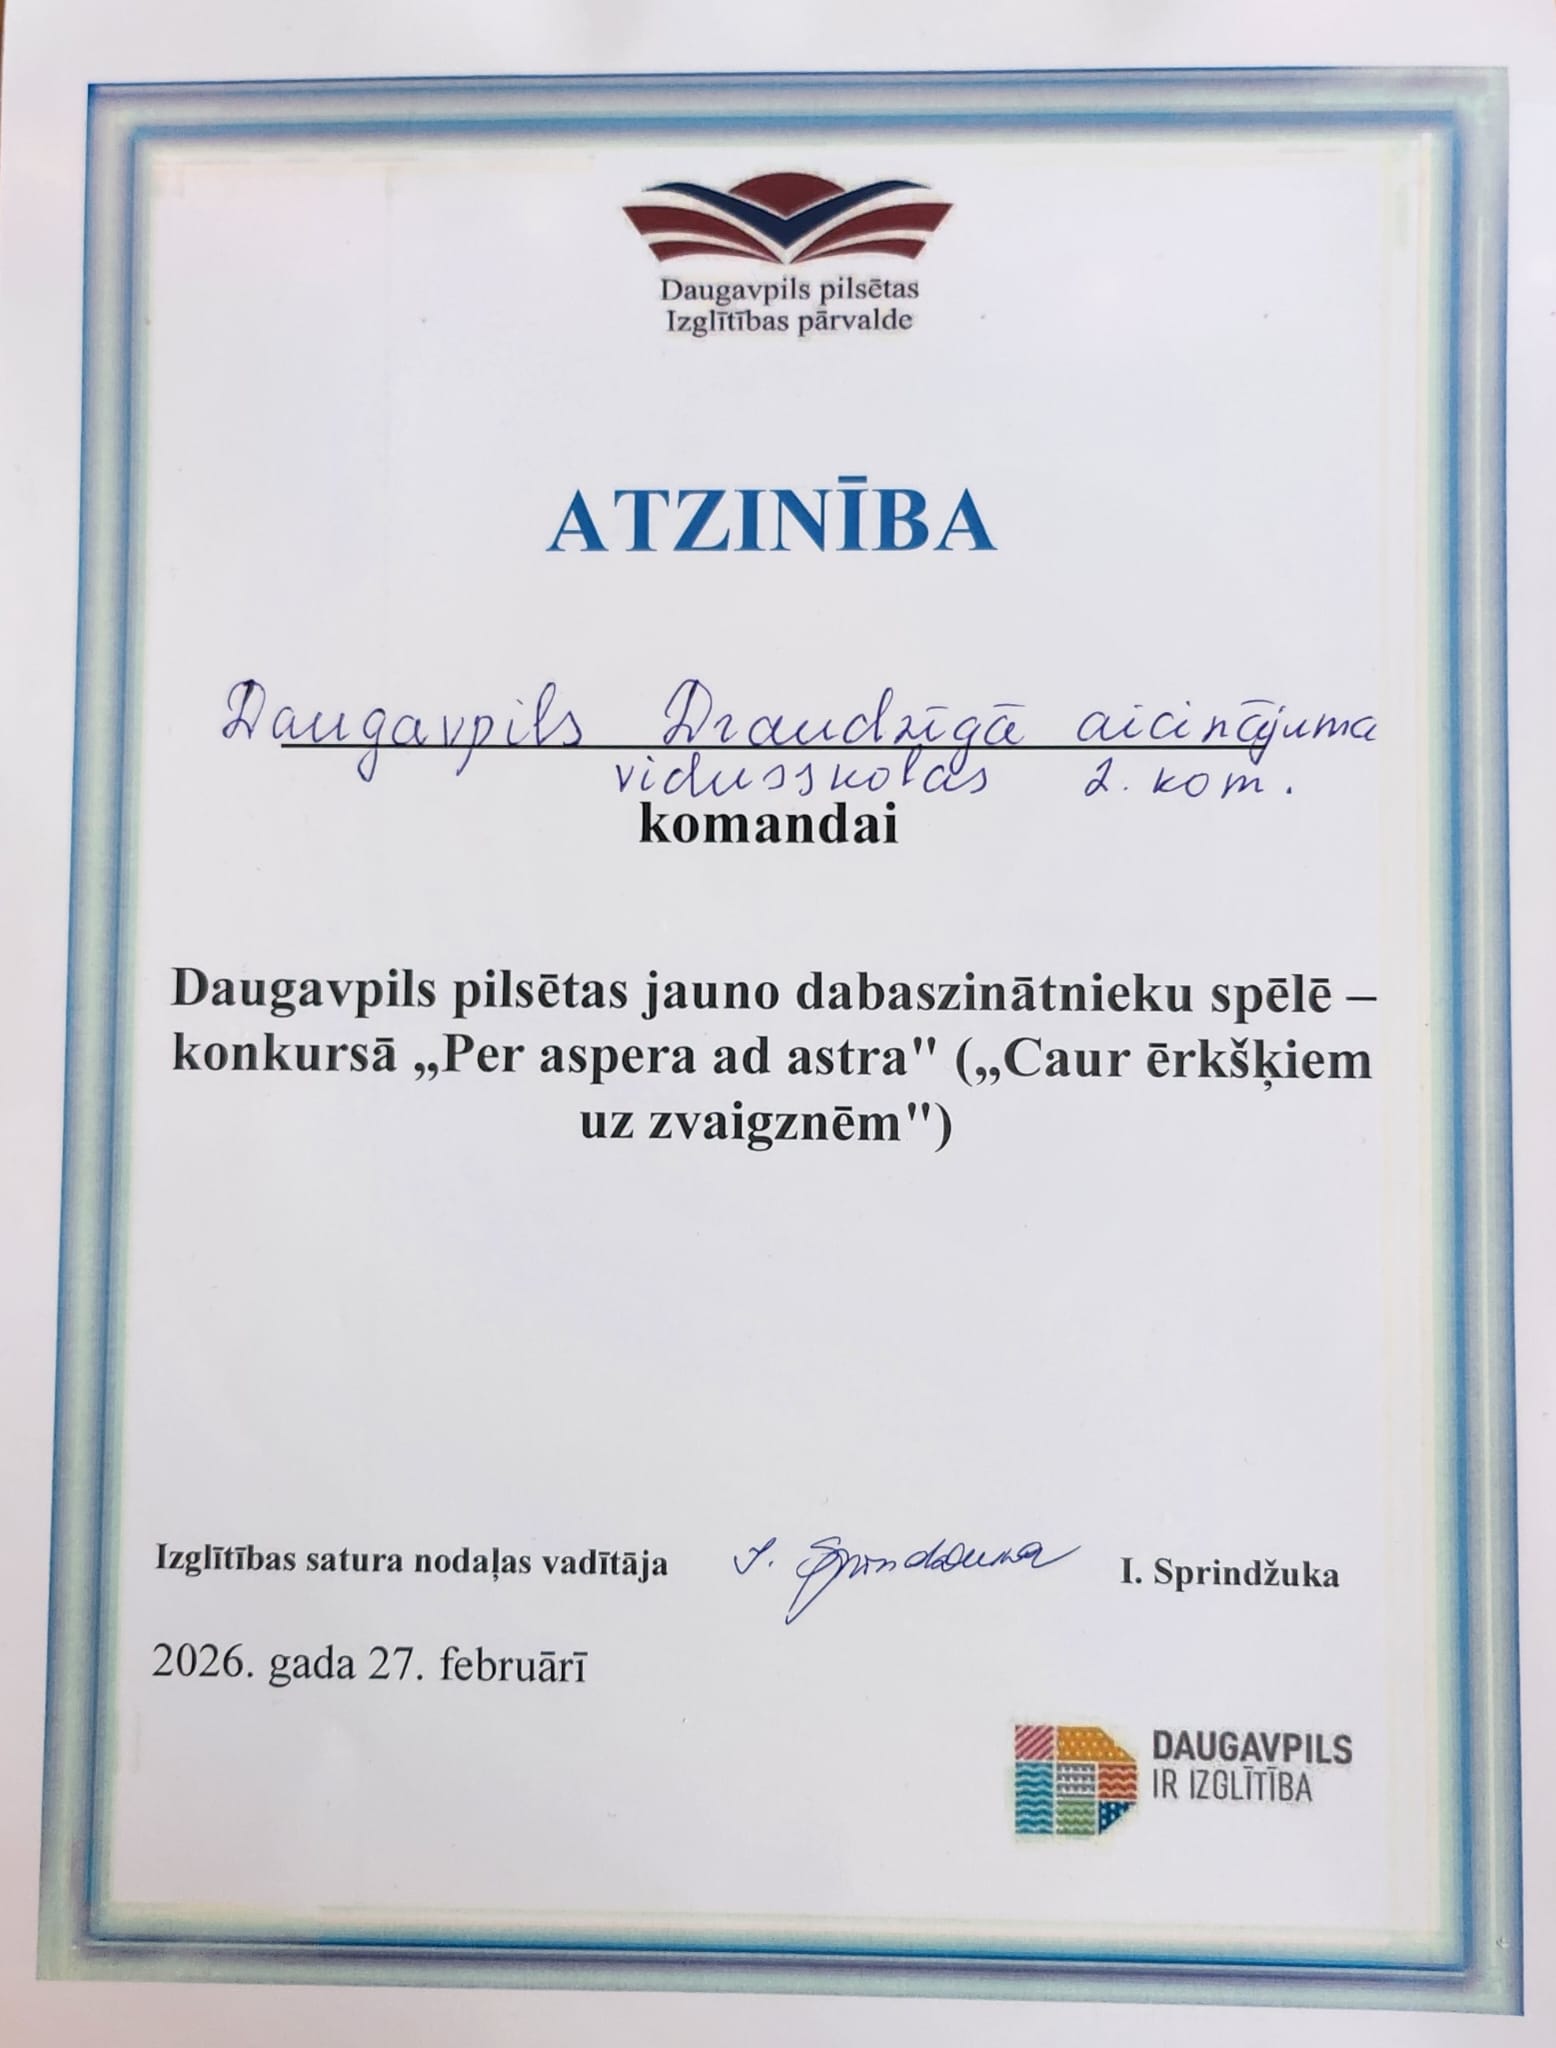 Daugavpils pilsētas
Izglītības pārvalde
ATZINĪBA
Daugavpils Draudzīgā aicinājuma
vidusskolas 2. kom.
komandai
Daugavpils pilsētas jauno dabaszinātnieku spēlē –
konkursā „Per aspera ad astra" („Caur ērkšķiem
uz zvaigznēm")
Izglītības satura nodaļas vadītāja I. Sprindžuka I. Sprindžuka
2026. gada 27. februārī
DAUGAVPILS
IR IZGLĪTĪBA